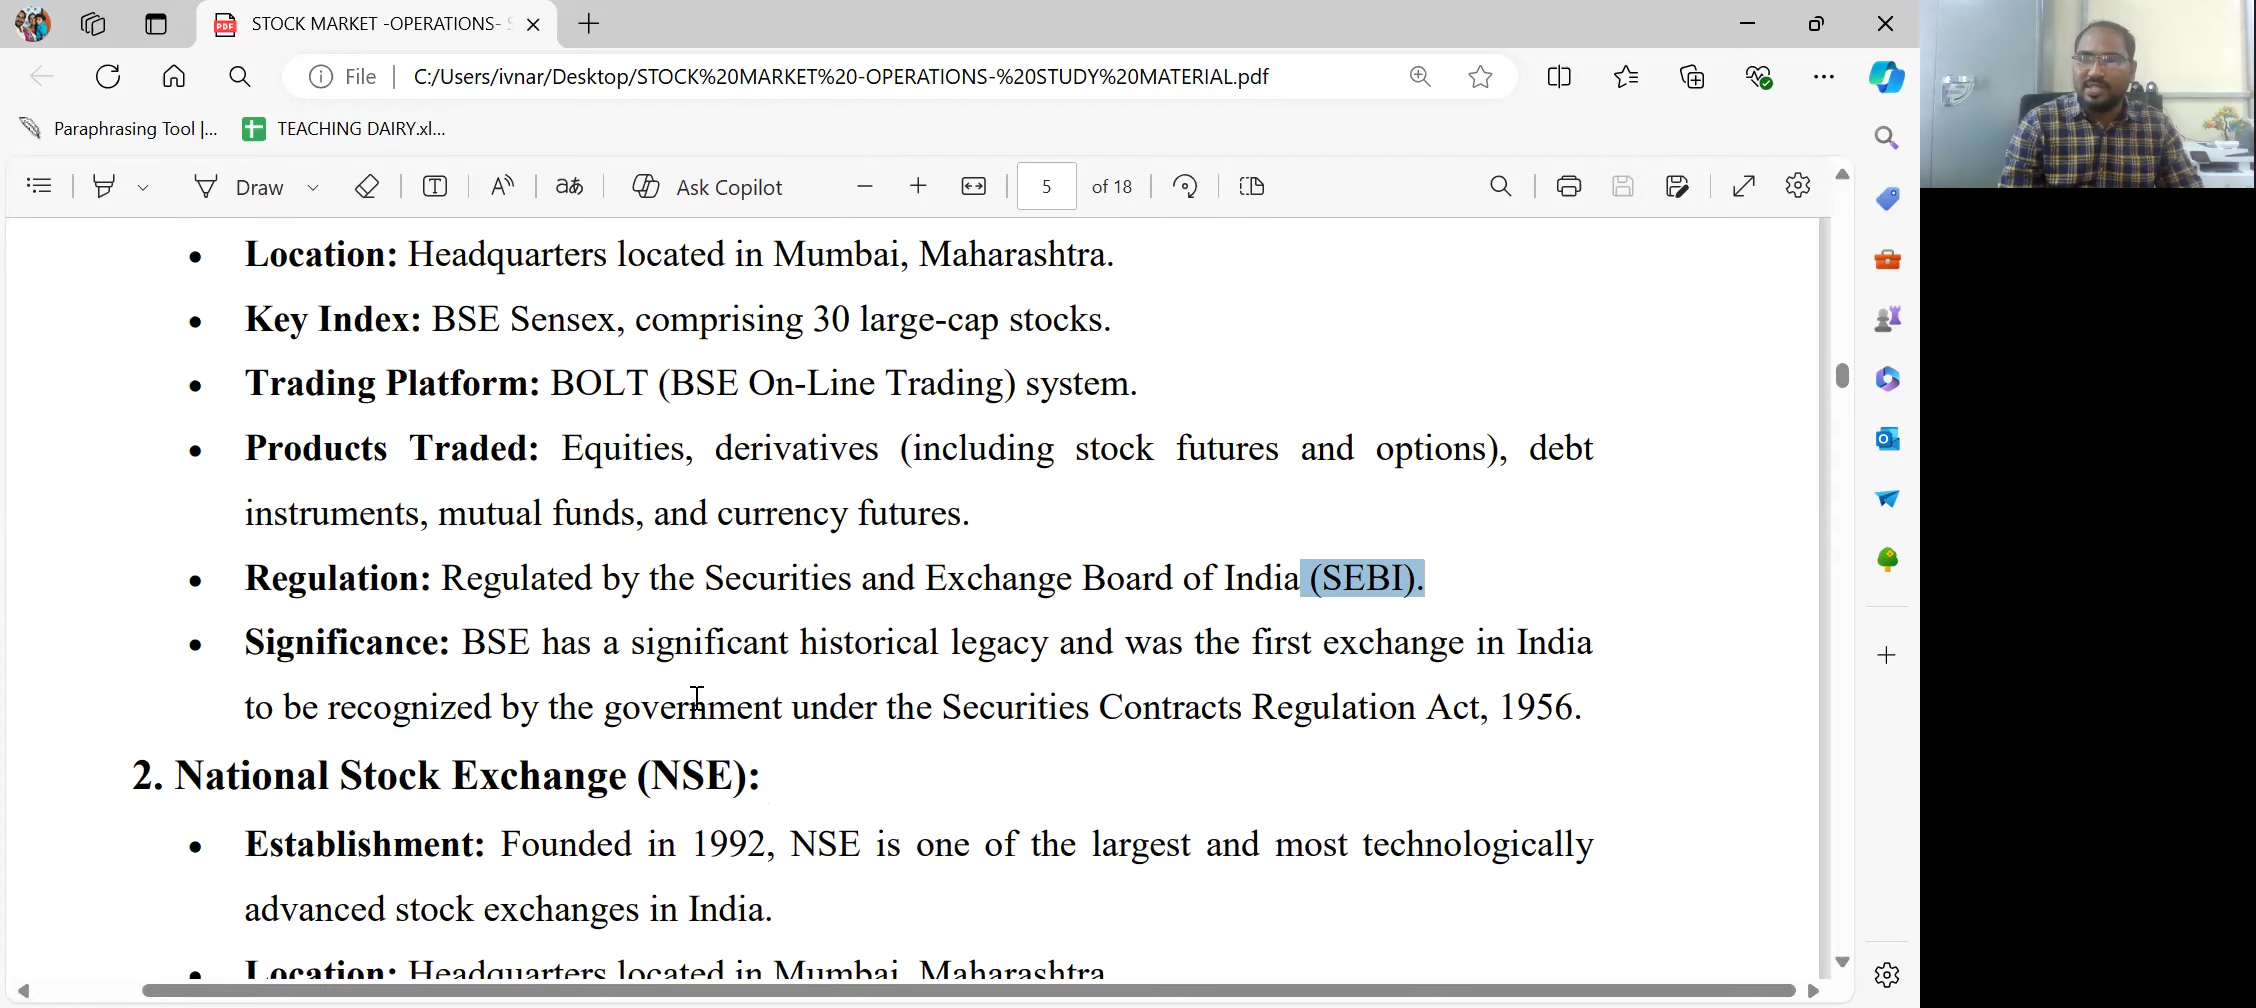 STOCK MARKET -OPERATIONS-
File
C:/Users/ivnar/Desktop/STOCK%20MARKET%20-OPERATIONS-%20STUDY%20MATERIAL.pdf
Paraphrasing Tool |...
TEACHING DAIRY.xl...
Draw
Ask Copilot
5
of 18
• Location: Headquarters located in Mumbai, Maharashtra.
• Key Index: BSE Sensex, comprising 30 large-cap stocks.
• Trading Platform: BOLT (BSE On-Line Trading) system.
• Products Traded: Equities, derivatives (including stock futures and options), debt
instruments, mutual funds, and currency futures.
• Regulation: Regulated by the Securities and Exchange Board of India (SEBI).
• Significance: BSE has a significant historical legacy and was the first exchange in India
to be recognized by the government under the Securities Contracts Regulation Act, 1956.
2. National Stock Exchange (NSE):
• Establishment: Founded in 1992, NSE is one of the largest and most technologically
advanced stock exchanges in India.
• Location: Headquarters located in Mumbai, Maharashtra.